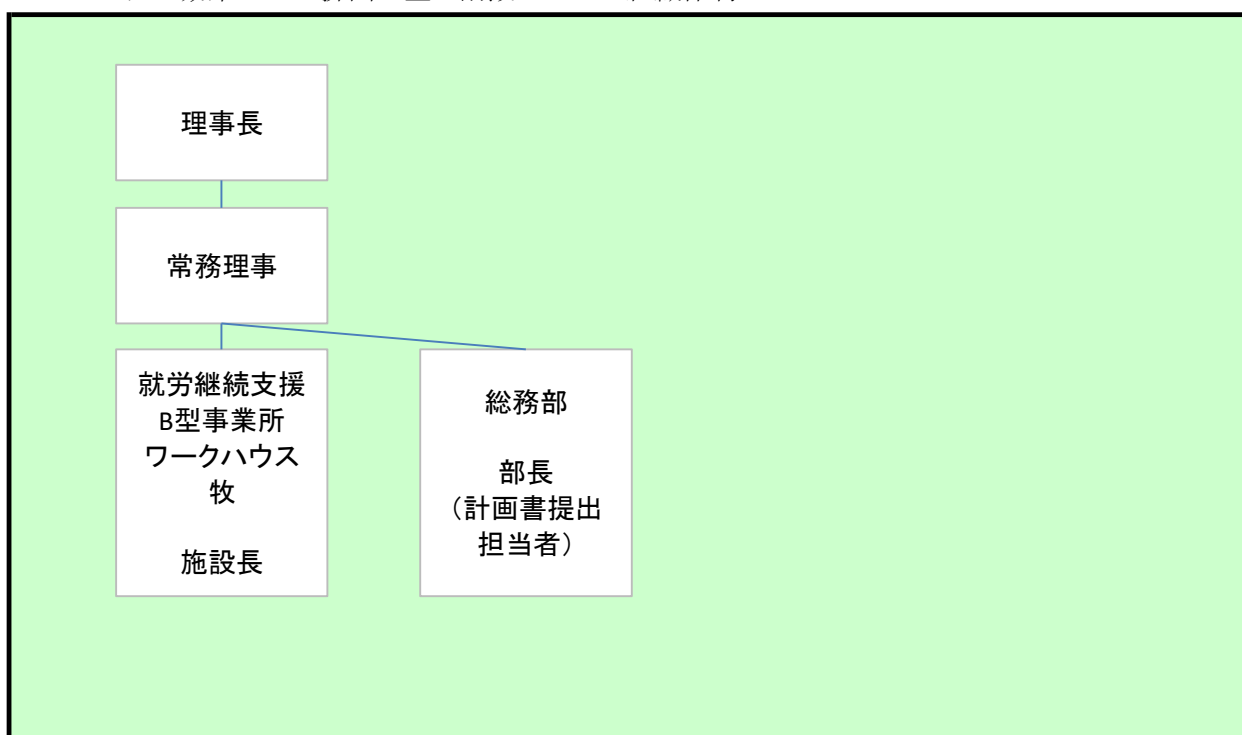 理事長
常務理事
就労継続支援
B型事業所
ワークハウス
牧
施設長
総務部
部長
（計画書提出
担当者）